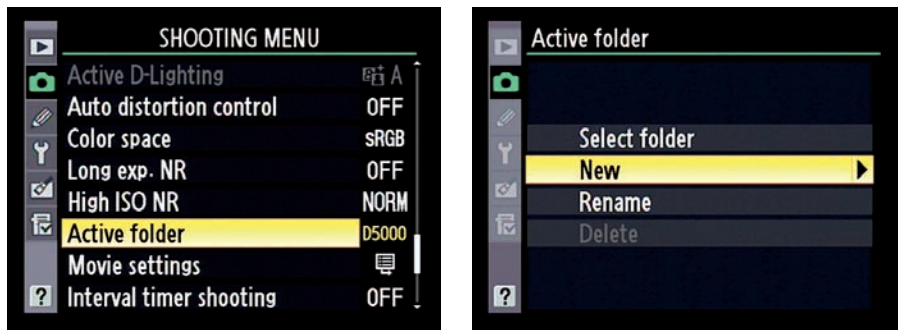 SHOOTING MENU
Active D-Lighting A
Auto distortion control OFF
Color space sRGB
Long exp. NR OFF
High ISO NR NORM
Active folder D5000
Movie settings
Interval timer shooting OFF
?
Active folder
Select folder
New
Rename
Delete
?